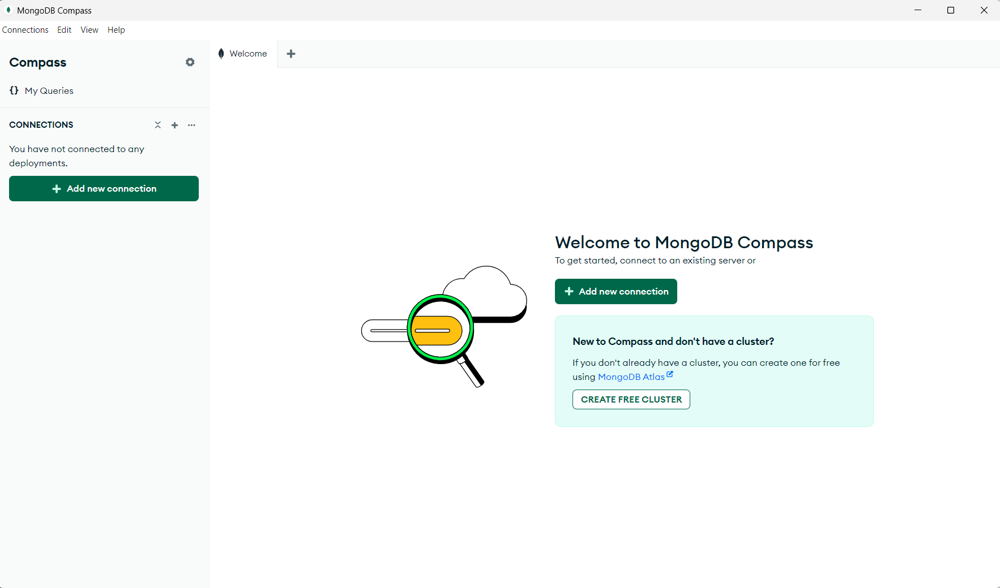 MongoDB Compass
Connections Edit View Help
Compass
My Queries
CONNECTIONS
You have not connected to any
deployments.
Add new connection
Welcome
Welcome to MongoDB Compass
To get started, connect to an existing server or
Add new connection
New to Compass and don't have a cluster?
If you don't already have a cluster, you can create one for free
using MongoDB Atlas
CREATE FREE CLUSTER